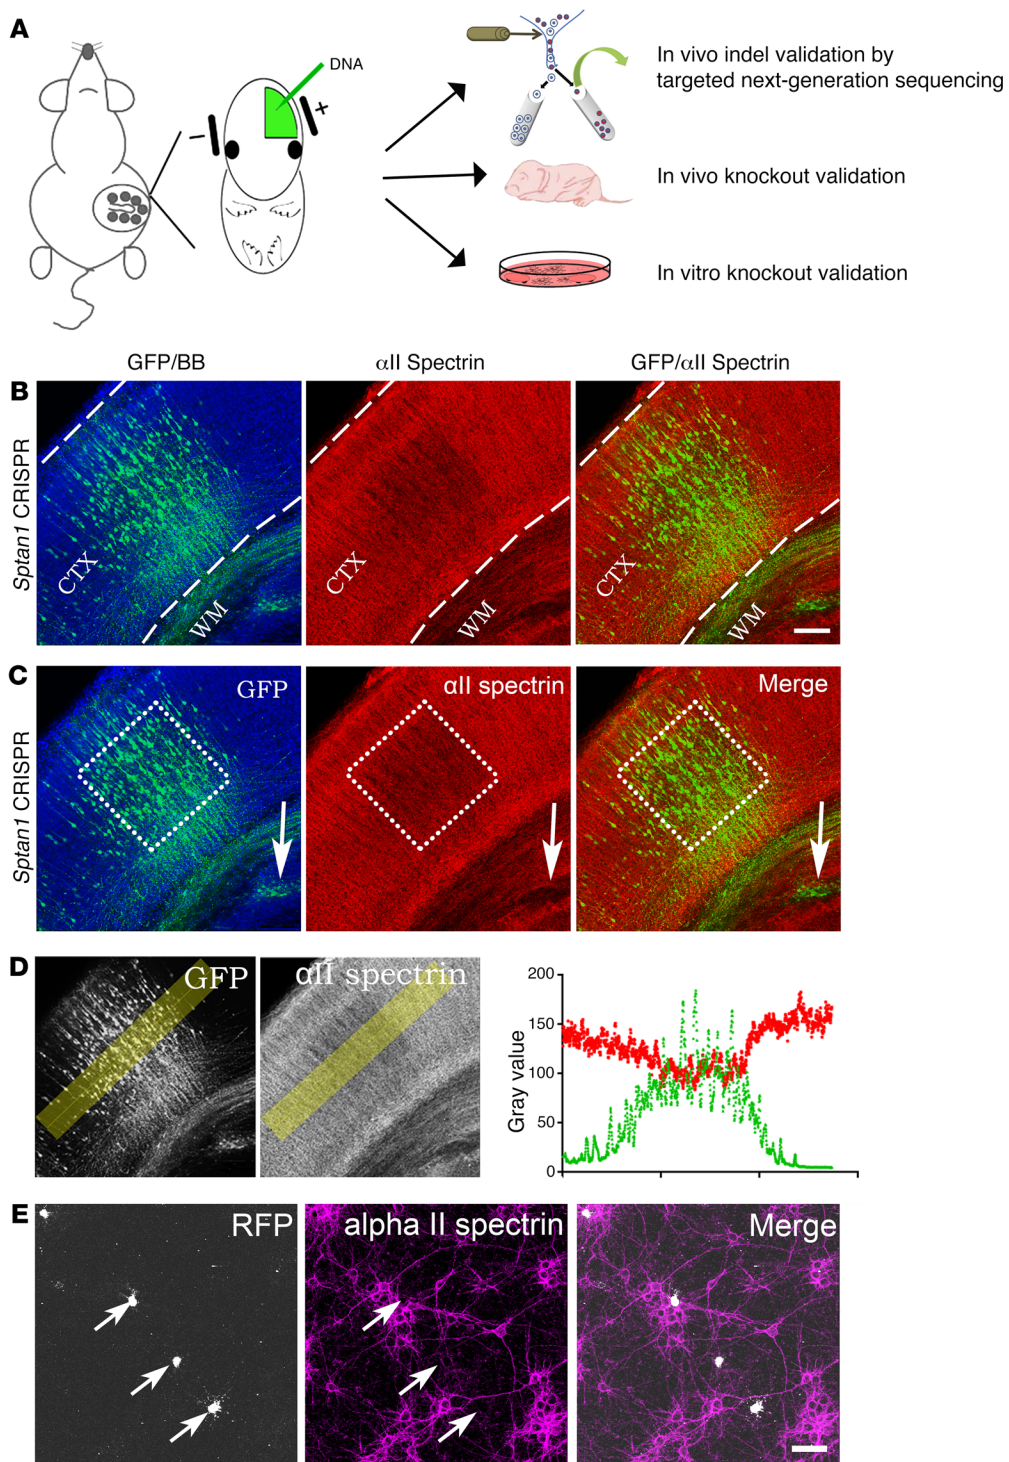 A
DNA
−
+
In vivo indel validation by
targeted next-generation sequencing
In vivo knockout validation
In vitro knockout validation
GFP/BB
αII Spectrin
GFP/αII Spectrin
B
Sptan1 CRISPR
CTX
WM
WM
CTX
WM
C
Sptan1 CRISPR
GFP
αII spectrin
Merge
D
GFP
αII spectrin
Gray value
200
150
100
50
0
E
RFP
alpha II spectrin
Merge